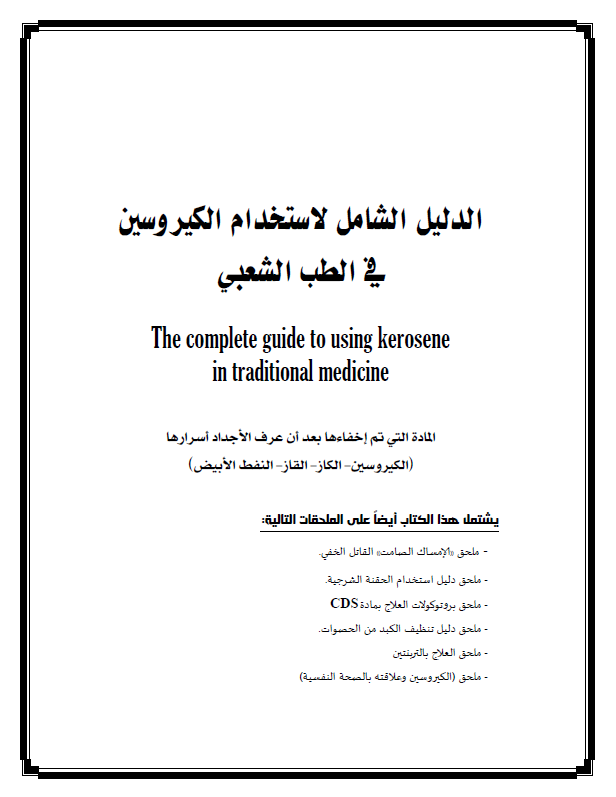 الدليل الشامل لاستخدام الكيروسين
في الطب الشعبي
The complete guide to using kerosene
in traditional medicine
المادة التي تم إخفاءها بعد أن عرف الأجداد أسرارها
(الكيروسين- الكاز- القاز- النفط الأبيض)
يشتمل هذا الكتاب أيضاً على الملحقات التالية:
- ملحق «الإمساك الصامت» القاتل الخفي.
- ملحق دليل استخدام الحقنة الشرجية.
- ملحق بروتوكولات العلاج بمادة CDS
- ملحق دليل تنظيف الكبد من الحصوات.
- ملحق العلاج بالتربنتين
- ملحق (الكيروسين وعلاقته بالصحة النفسية)